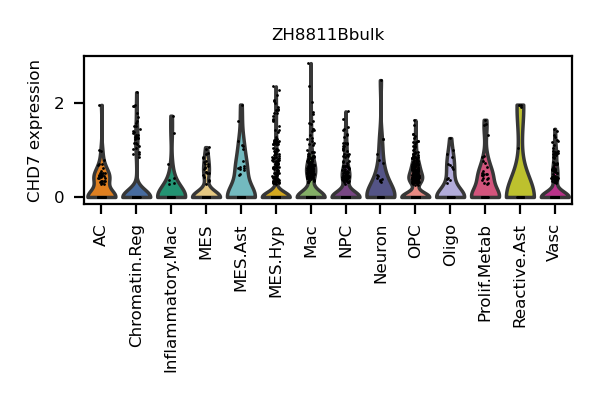 ZH8811Bbulk
CHD7 expression
2
0
AC
Chromatin.Reg
Inflammatory.Mac
MES
MES.Ast
MES.Hyp
Mac
NPC
Neuron
OPC
Oligo
Prolif.Metab
Reactive.Ast
Vasc